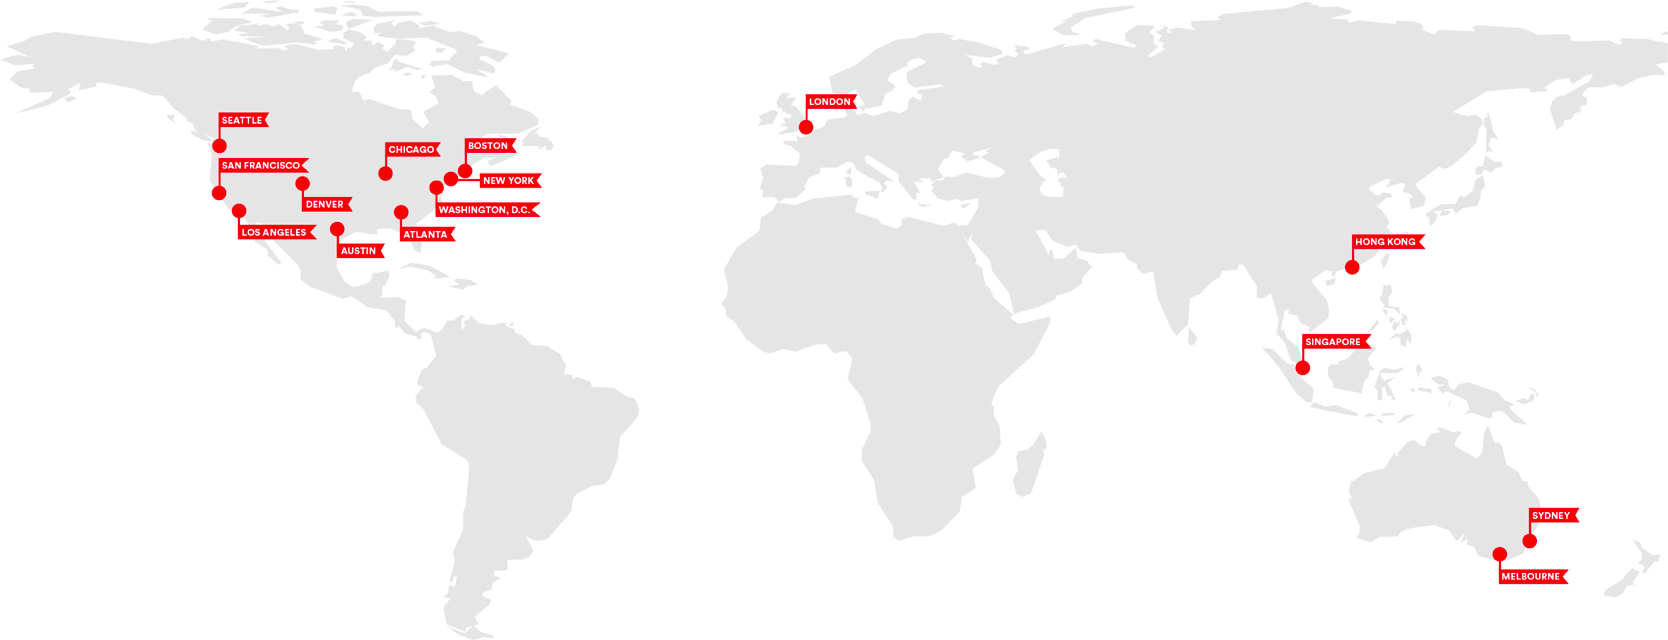 LONDON
SEATTLE
BOSTON
CHICAGO
SAN FRANCISCO
NEW YORK
DENVER
WASHINGTON, D.C.
LOS ANGELES
ATLANTA
HONG KONG
AUSTIN
SINGAPORE
SYDNEY
MELBOURNE